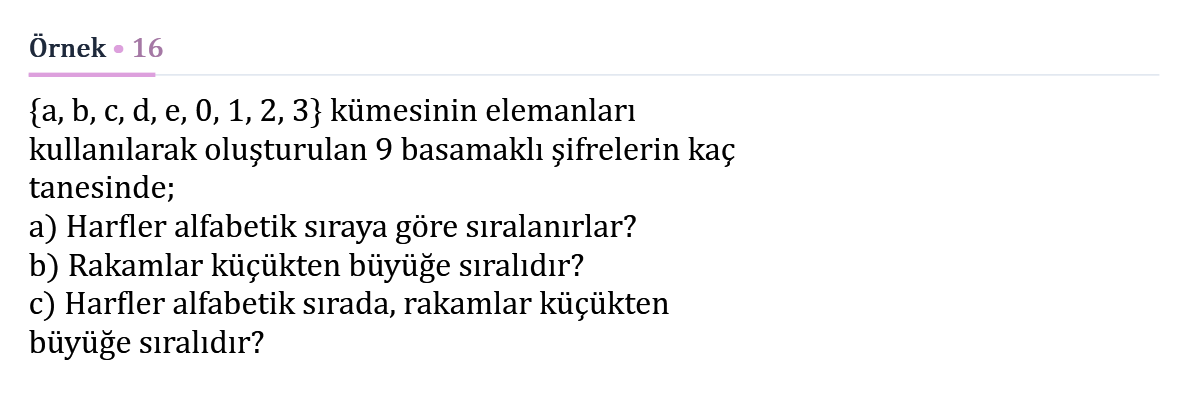 Örnek • 16
{a, b, c, d, e, 0, 1, 2, 3} kümesinin elemanları
kullanılarak oluşturulan 9 basamaklı şifrelerin kaç
tanesinde;
a) Harfler alfabetik sıraya göre sıralanırlar?
b) Rakamlar küçükten büyüğe sıralıdır?
c) Harfler alfabetik sırada, rakamlar küçükten
büyüğe sıralıdır?